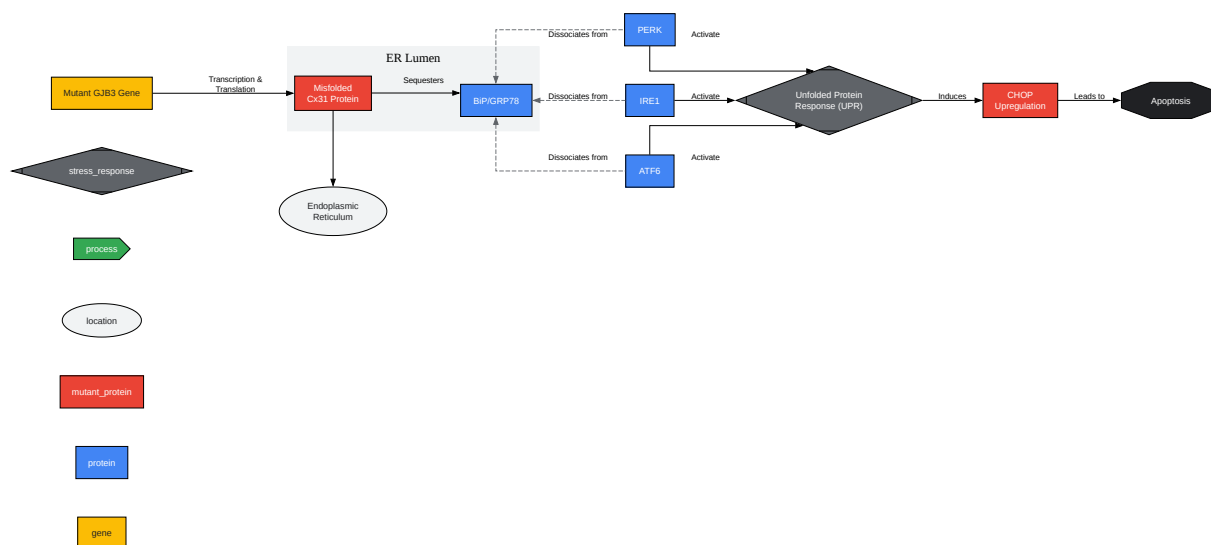 PERK
Dissociates from
Activate
ER Lumen
Mutant GJB3 Gene
Transcription &
Translation
Misfolded
Cx31 Protein
Sequesters
BiP/GRP78
Dissociates from
IRE1
Activate
Unfolded Protein
Response (UPR)
Induces
CHOP
Upregulation
Leads to
Apoptosis
Dissociates from
Activate
ATF6
stress_response
Endoplasmic
Reticulum
process
location
mutant_protein
protein
gene